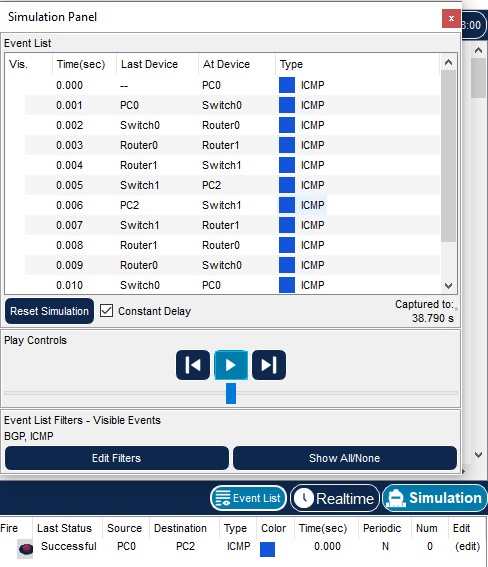 Simulation Panel x
3:00
Event List
Vis. Time(sec) Last Device At Device Type
0.000 -- PC0 ICMP
0.001 PC0 Switch0 ICMP
0.002 Switch0 Router0 ICMP
0.003 Router0 Router1 ICMP
0.004 Router1 Switch1 ICMP
0.005 Switch1 PC2 ICMP
0.006 PC2 Switch1 ICMP
0.007 Switch1 Router1 ICMP
0.008 Router1 Router0 ICMP
0.009 Router0 Switch0 ICMP
0.010 Switch0 PC0 ICMP
Reset Simulation Constant Delay Captured to:
38.790 s
Play Controls
Event List Filters - Visible Events
BGP, ICMP
Edit Filters Show All/None
Event List Realtime Simulation
Fire Last Status Source Destination Type Color Time(sec) Periodic Num Edit
Successful PC0 PC2 ICMP 0.000 N 0 (edit)